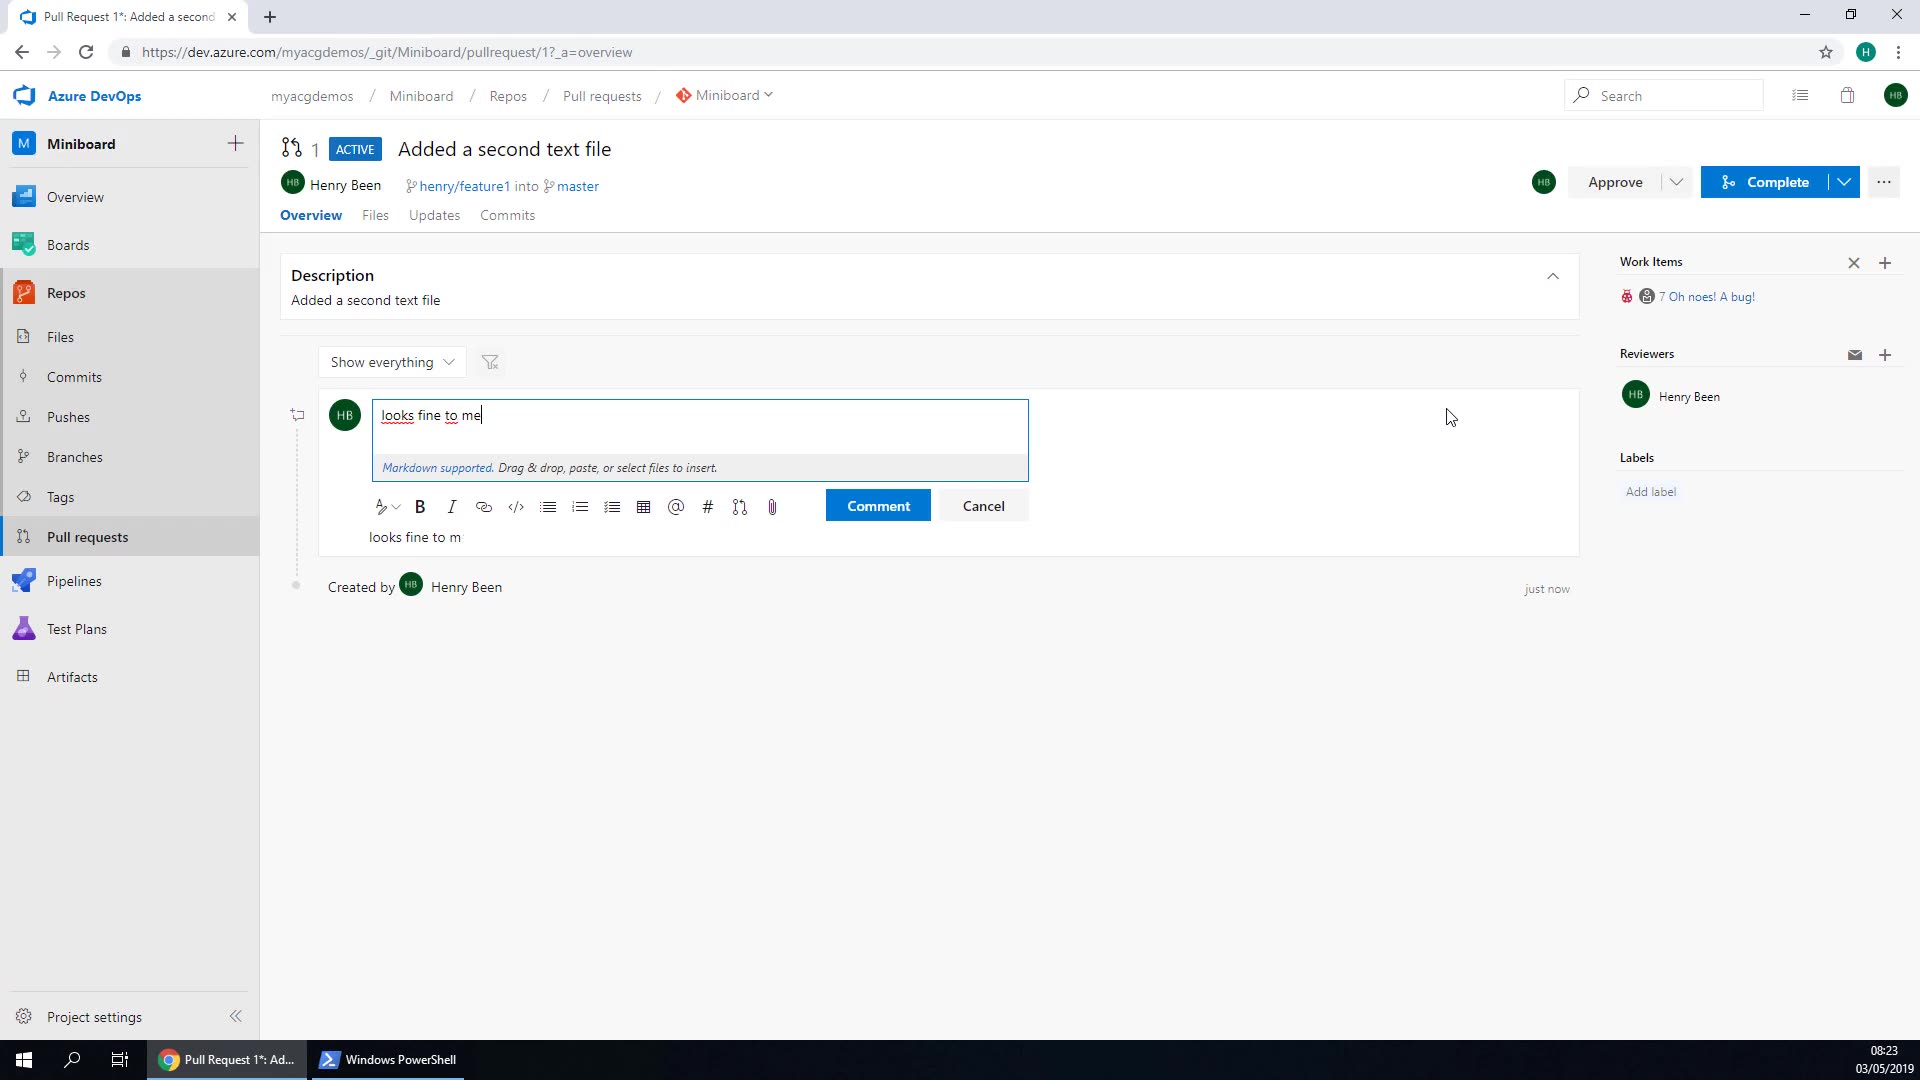 Pull Request 1*: Added a second
https://dev.azure.com/myacgdemos/_git/Miniboard/pullrequest/1?_a=overview
H
Azure DevOps
myacgdemos / Miniboard / Repos / Pull requests / Miniboard
Search
HB
M Miniboard
1 ACTIVE Added a second text file
HB Henry Been henry/feature1 into master
HB Approve Complete
Overview Files Updates Commits
Overview
Boards
Repos
Files
Commits
Pushes
Branches
Tags
Pull requests
Pipelines
Test Plans
Artifacts
Project settings
Description
Added a second text file
Show everything
HB looks fine to me
Markdown supported. Drag & drop, paste, or select files to insert.
B I @ # Comment Cancel
looks fine to m
Created by HB Henry Been just now
Work Items
7 Oh noes! A bug!
Reviewers
HB Henry Been
Labels
Add label
Pull Request 1*: Ad...
Windows PowerShell
08:23
03/05/2019